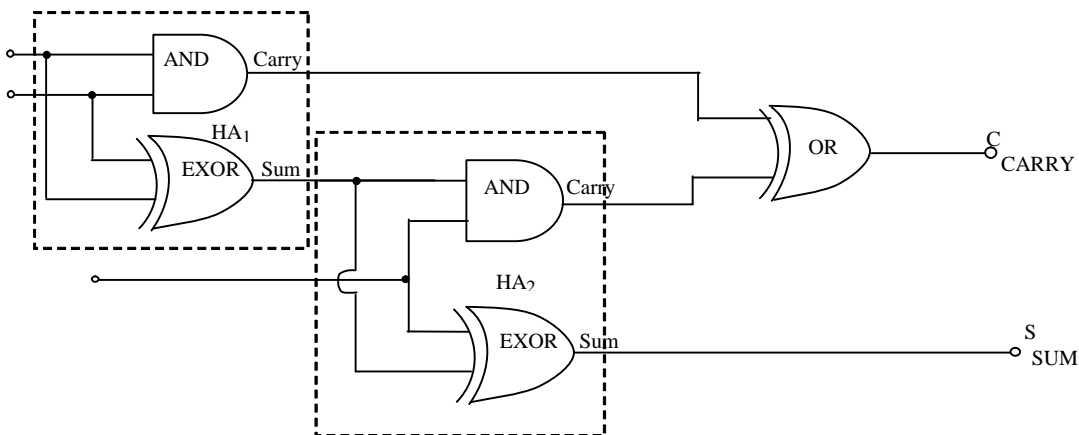 AND
Carry
HA1
EXOR
Sum
OR
C
CARRY
AND
Carry
HA2
EXOR
Sum
S
SUM